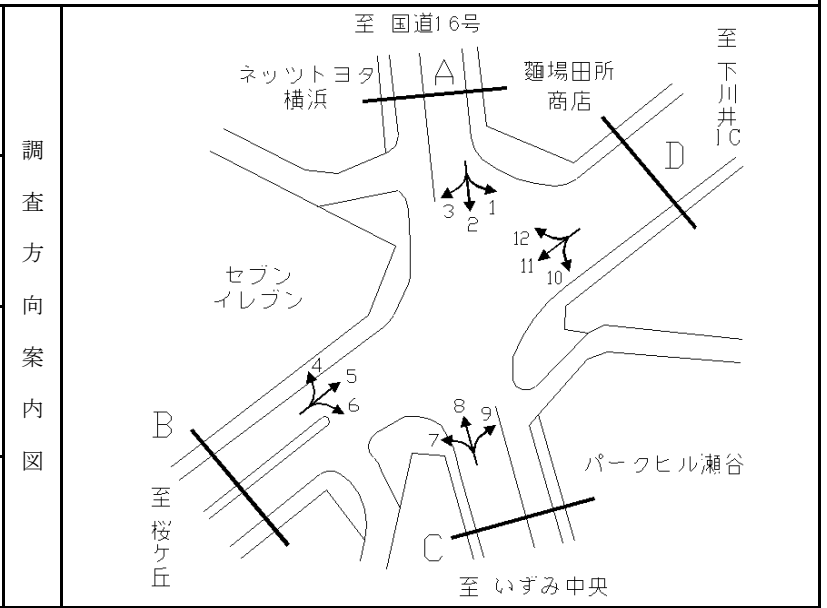 調査方向案内図
至 国道16号
ネッツトヨタ
横浜
A
麺場田所
商店
至 下川井IC
D
3
2
1
12
11
10
セブン
イレブン
4
5
6
B
至 桜ケ丘
7
8
9
パークヒル瀬谷
C
至 いずみ中央